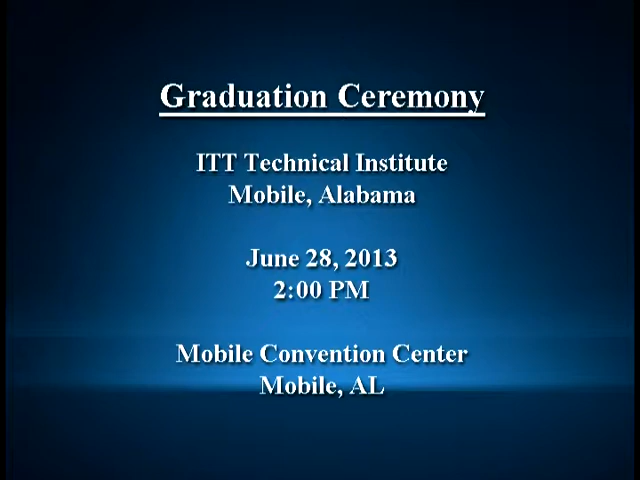 Graduation Ceremony
ITT Technical Institute
Mobile, Alabama
June 28, 2013
2:00 PM
Mobile Convention Center
Mobile, AL